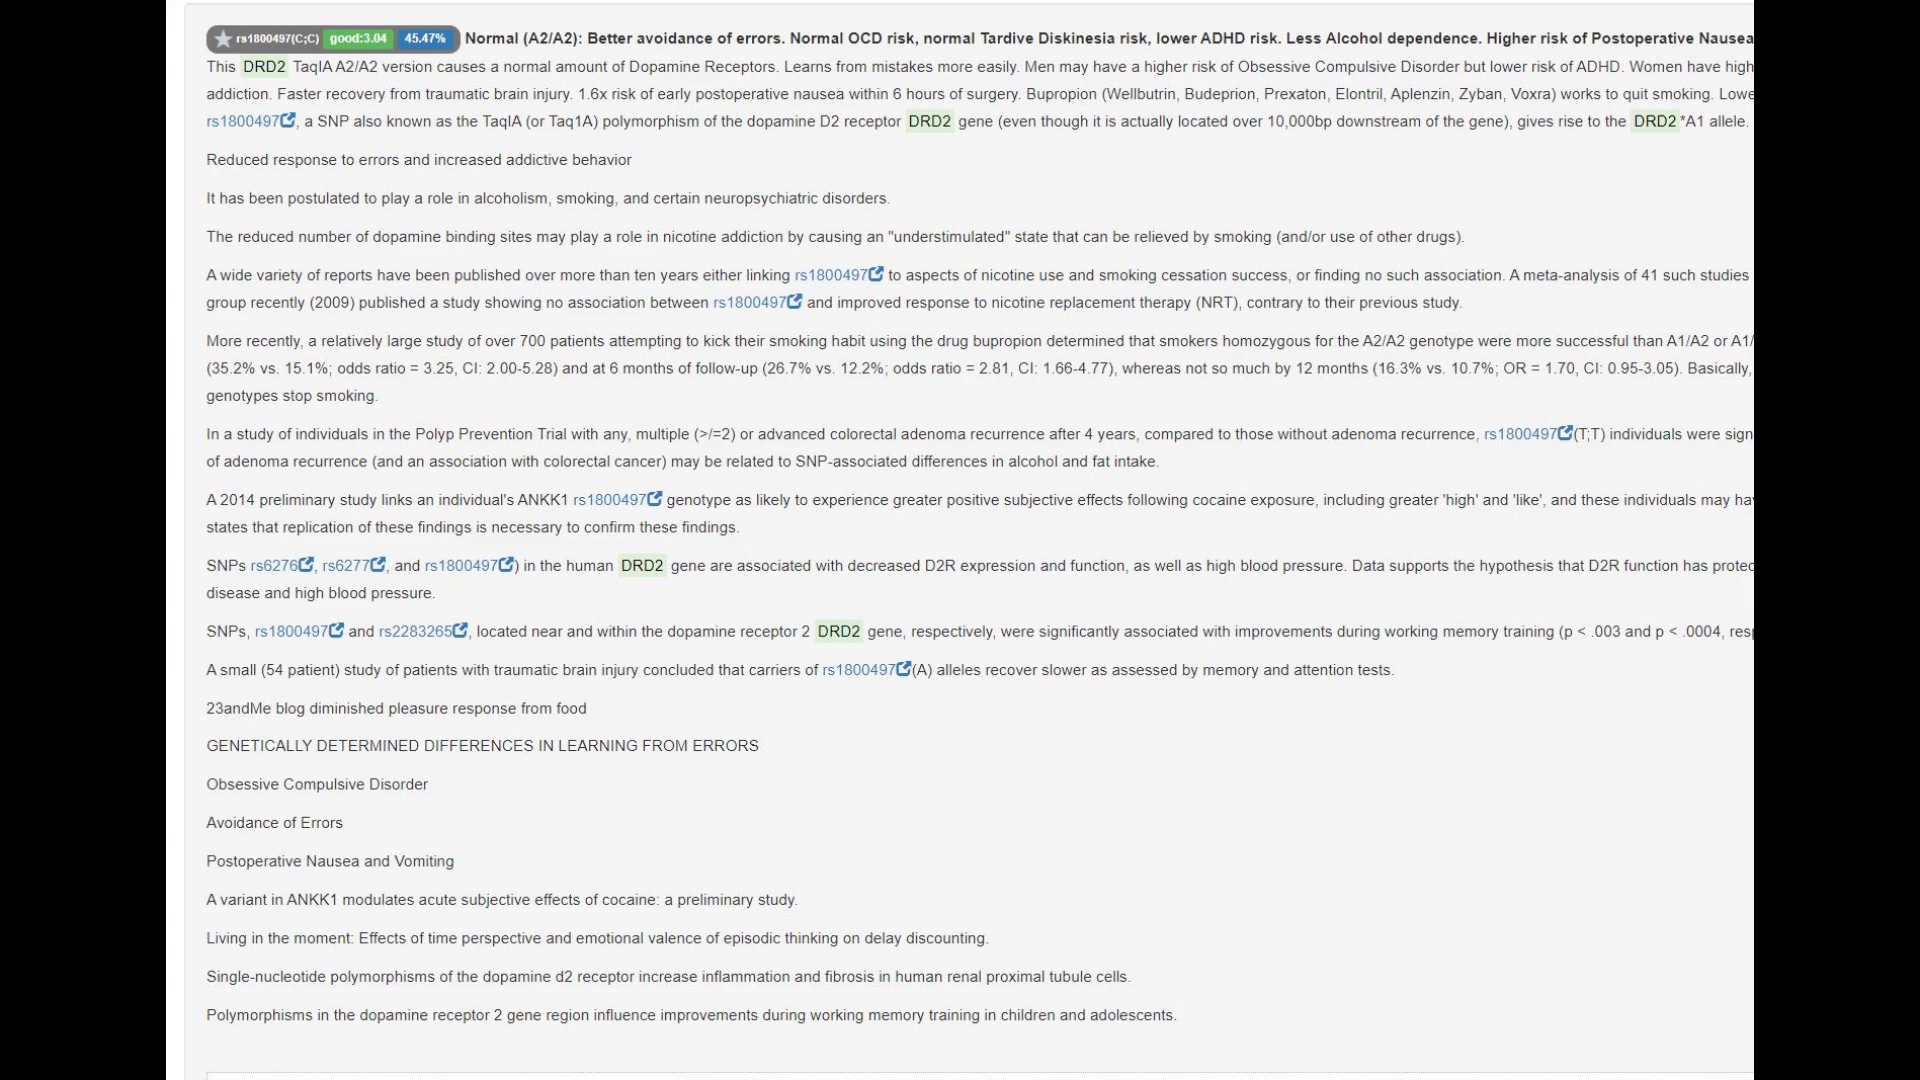 rs1800497(C;C) good:3.04 45.47% Normal (A2/A2): Better avoidance of errors. Normal OCD risk, normal Tardive Diskinesia risk, lower ADHD risk. Less Alcohol dependence. Higher risk of Postoperative Nausea
This DRD2 TaqIA A2/A2 version causes a normal amount of Dopamine Receptors. Learns from mistakes more easily. Men may have a higher risk of Obsessive Compulsive Disorder but lower risk of ADHD. Women have high
addiction. Faster recovery from traumatic brain injury. 1.6x risk of early postoperative nausea within 6 hours of surgery. Bupropion (Wellbutrin, Budeprion, Prexaton, Elontril, Aplenzin, Zyban, Voxra) works to quit smoking. Lowe
rs1800497, a SNP also known as the TaqIA (or Taq1A) polymorphism of the dopamine D2 receptor DRD2 gene (even though it is actually located over 10,000bp downstream of the gene), gives rise to the DRD2 *A1 allele.
Reduced response to errors and increased addictive behavior
It has been postulated to play a role in alcoholism, smoking, and certain neuropsychiatric disorders.
The reduced number of dopamine binding sites may play a role in nicotine addiction by causing an "understimulated" state that can be relieved by smoking (and/or use of other drugs).
A wide variety of reports have been published over more than ten years either linking rs1800497 to aspects of nicotine use and smoking cessation success, or finding no such association. A meta-analysis of 41 such studies
group recently (2009) published a study showing no association between rs1800497 and improved response to nicotine replacement therapy (NRT), contrary to their previous study.
More recently, a relatively large study of over 700 patients attempting to kick their smoking habit using the drug bupropion determined that smokers homozygous for the A2/A2 genotype were more successful than A1/A2 or A1/
(35.2% vs. 15.1%; odds ratio = 3.25, CI: 2.00-5.28) and at 6 months of follow-up (26.7% vs. 12.2%; odds ratio = 2.81, CI: 1.66-4.77), whereas not so much by 12 months (16.3% vs. 10.7%; OR = 1.70, CI: 0.95-3.05). Basically,
genotypes stop smoking.
In a study of individuals in the Polyp Prevention Trial with any, multiple (>/=2) or advanced colorectal adenoma recurrence after 4 years, compared to those without adenoma recurrence, rs1800497(T;T) individuals were sign
of adenoma recurrence (and an association with colorectal cancer) may be related to SNP-associated differences in alcohol and fat intake.
A 2014 preliminary study links an individual's ANKK1 rs1800497 genotype as likely to experience greater positive subjective effects following cocaine exposure, including greater 'high' and 'like', and these individuals may hav
states that replication of these findings is necessary to confirm these findings.
SNPs rs6276, rs6277, and rs1800497) in the human DRD2 gene are associated with decreased D2R expression and function, as well as high blood pressure. Data supports the hypothesis that D2R function has protec
disease and high blood pressure.
SNPs, rs1800497 and rs2283265, located near and within the dopamine receptor 2 DRD2 gene, respectively, were significantly associated with improvements during working memory training (p < .003 and p < .0004, resp
A small (54 patient) study of patients with traumatic brain injury concluded that carriers of rs1800497(A) alleles recover slower as assessed by memory and attention tests.
23andMe blog diminished pleasure response from food
GENETICALLY DETERMINED DIFFERENCES IN LEARNING FROM ERRORS
Obsessive Compulsive Disorder
Avoidance of Errors
Postoperative Nausea and Vomiting
A variant in ANKK1 modulates acute subjective effects of cocaine: a preliminary study.
Living in the moment: Effects of time perspective and emotional valence of episodic thinking on delay discounting.
Single-nucleotide polymorphisms of the dopamine d2 receptor increase inflammation and fibrosis in human renal proximal tubule cells.
Polymorphisms in the dopamine receptor 2 gene region influence improvements during working memory training in children and adolescents.